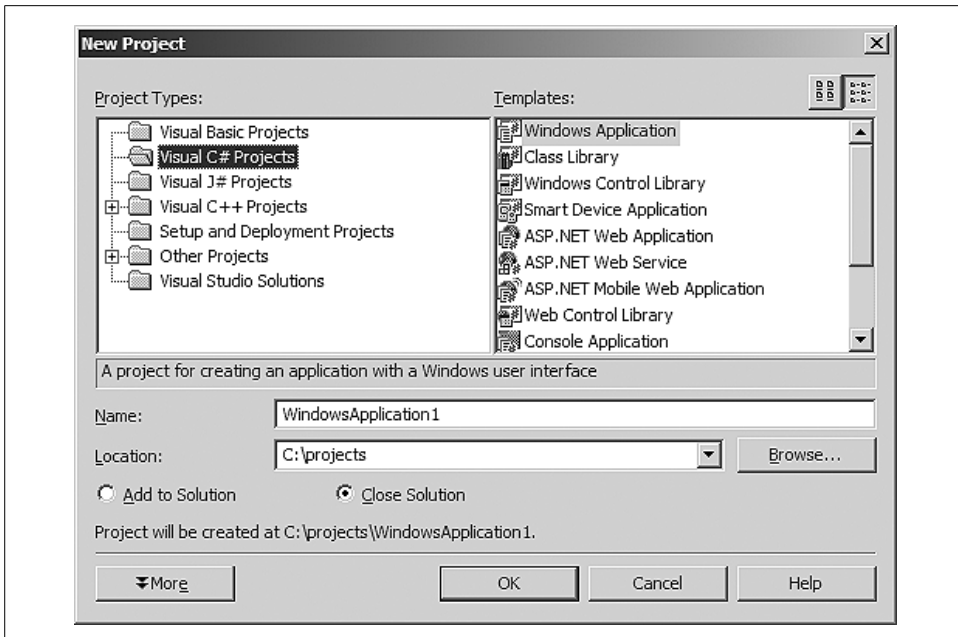 New Project
Project Types:
Templates:
Visual Basic Projects
Visual C# Projects
Visual J# Projects
Visual C++ Projects
Setup and Deployment Projects
Other Projects
Visual Studio Solutions
Windows Application
Class Library
Windows Control Library
Smart Device Application
ASP.NET Web Application
ASP.NET Web Service
ASP.NET Mobile Web Application
Web Control Library
Console Application
A project for creating an application with a Windows user interface
Name:
WindowsApplication1
Location:
C:\projects
Browse...
Add to Solution
Close Solution
Project will be created at C:\projects\WindowsApplication1.
More
OK
Cancel
Help